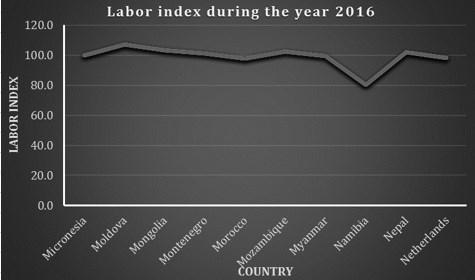 Labor index during the year 2016
120.0
100.0
80.0
60.0
40.0
20.0
0.0
LABOR INDEX
Micronesia
Moldova
Mongolia
Montenegro
Morocco
Mozambique
Myanmar
Namibia
Nepal
Netherlands
COUNTRY